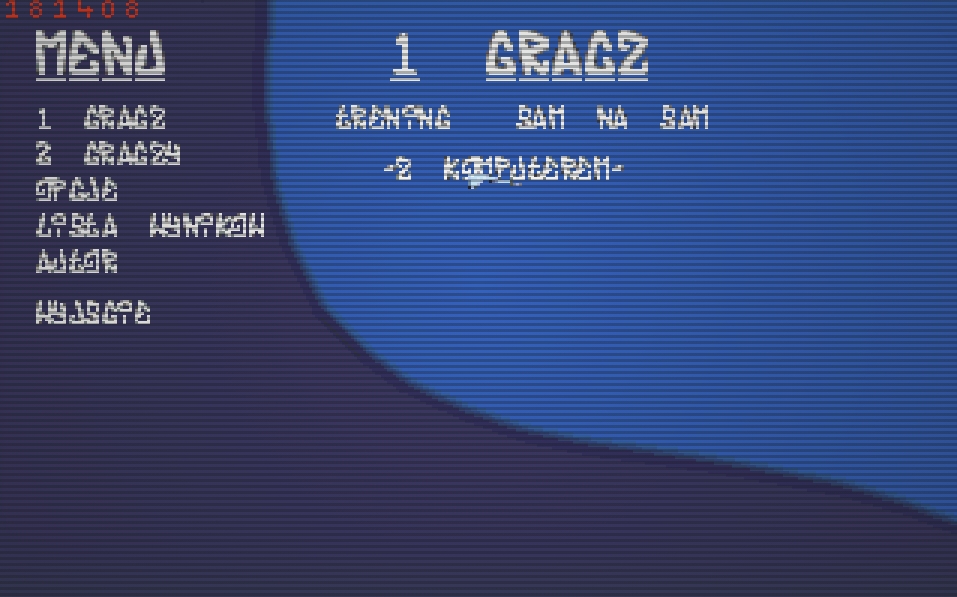 181408
MENU
1 GRACZ
2 GRACZY
OPCJE
LISTA WYNIKOW
AUTOR
WYJSCIE
1 GRACZ
TRENING SAM NA SAM
-Z KOMPUTEREM-